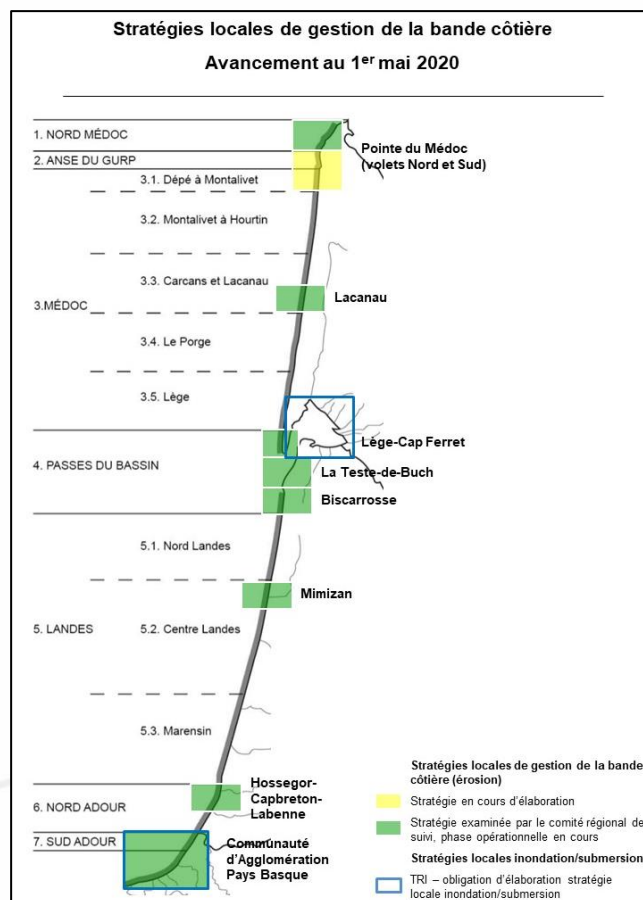 Stratégies locales de gestion de la bande côtière
Avancement au 1er mai 2020
1. NORD MÉDOC
Pointe du Médoc
(volets Nord et Sud)
2. ANSE DU GURP
3.1. Dépé à Montalivet
3.2. Montalivet à Hourtin
3.3. Carcans et Lacanau
Lacanau
3.MÉDOC
3.4. Le Porge
3.5. Lège
Lège-Cap Ferret
4. PASSES DU BASSIN
La Teste-de-Buch
Biscarrosse
5.1. Nord Landes
Mimizan
5. LANDES
5.2. Centre Landes
5.3. Marensin
Hossegor-
Capbreton-
Labenne
6. NORD ADOUR
7. SUD ADOUR
Communauté
d'Agglomération
Pays Basque
Stratégies locales de gestion de la bande
côtière (érosion)
Stratégie en cours d'élaboration
Stratégie examinée par le comité régional de
suivi, phase opérationnelle en cours
Stratégies locales inondation/submersion
TRI – obligation d'élaboration stratégie
locale inondation/submersion